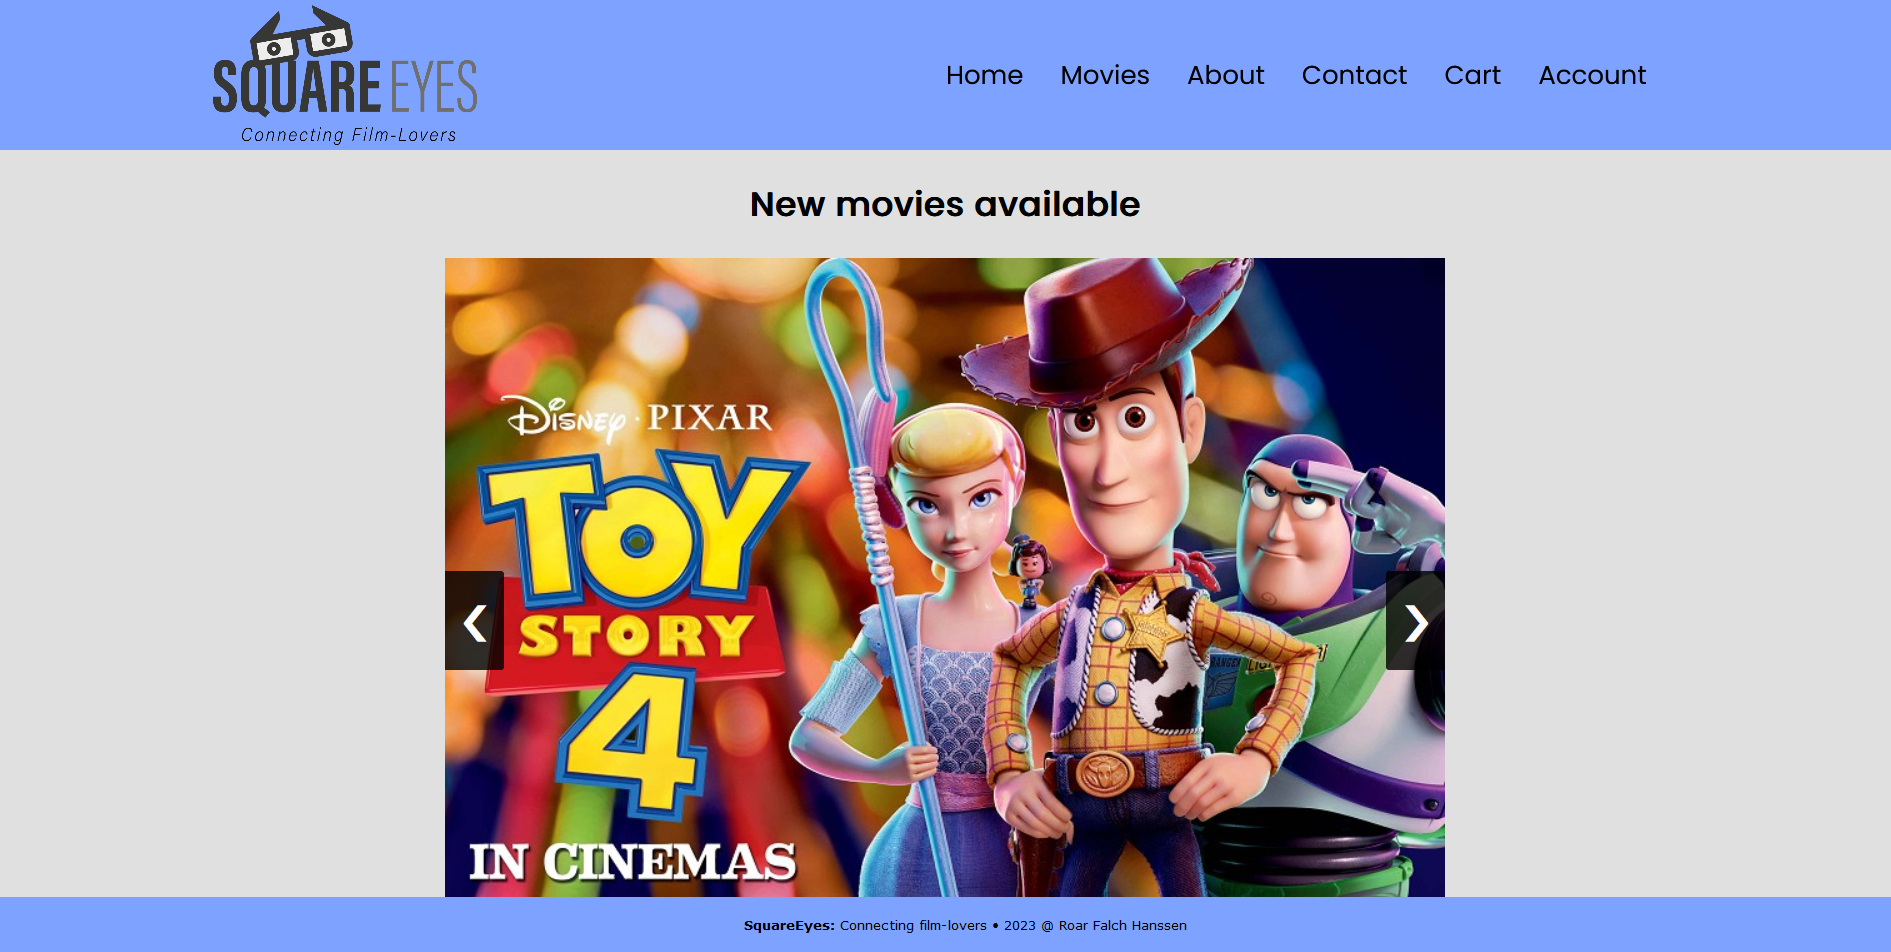 SQUARE EYES
Connecting Film-Lovers
Home Movies About Contact Cart Account
New movies available
Disney · PIXAR
TOY
STORY
4
IN CINEMAS
SquareEyes: Connecting film-lovers • 2023 @ Roar Falch Hanssen